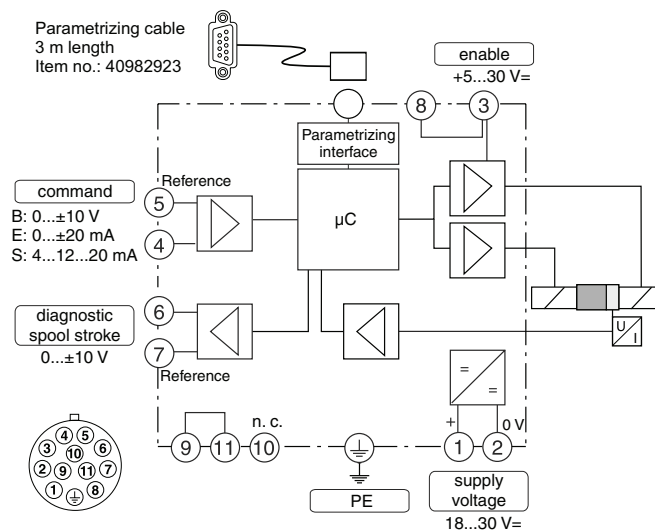 Parametrizing cable
3 m length
Item no.: 40982923
enable
+5...30 V=
8
3
Parametrizing
interface
command
B: 0...±10 V
E: 0...±20 mA
S: 4...12...20 mA
Reference
5
4
µC
diagnostic
spool stroke
0...±10 V
6
7
Reference
U
I
=
=
+
0 V
n. c.
9
11
10
1
2
PE
supply
voltage
18...30 V=
4
5
3
10
6
2
9
11
7
1
8